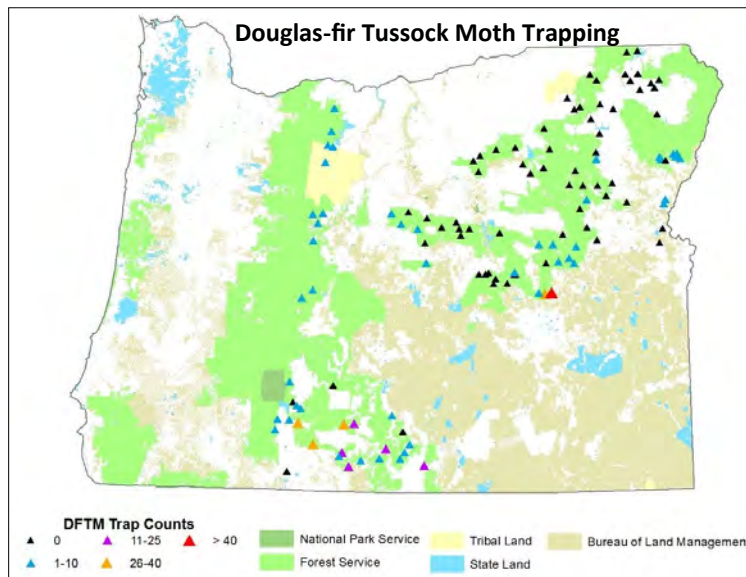 Douglas-fir Tussock Moth Trapping
DFTM Trap Counts
0
11-25
> 40
1-10
26-40
National Park Service
Forest Service
Tribal Land
State Land
Bureau of Land Management